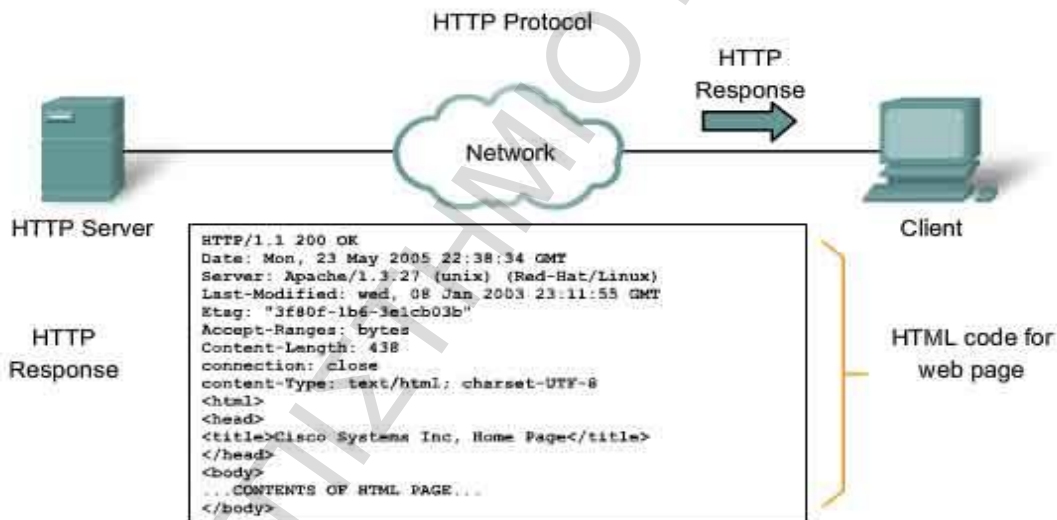 HTTP Protocol
HTTP
Response
Network
HTTP Server
Client
HTTP/1.1 200 OK
Date: Mon, 23 May 2005 22:38:34 GMT
Server: Apache/1.3.27 (unix) (Red-Hat/Linux)
Last-Modified: wed, 08 Jan 2003 23:11:55 GMT
Etag: "3f80f-1b6-3e1cb03b"
Accept-Ranges: bytes
Content-Length: 438
connection: close
content-Type: text/html; charset-UTF-8
<html>
<head>
<title>Cisco Systems Inc, Home Page</title>
</head>
<body>
...CONTENTS OF HTML PAGE...
</body>
HTTP
Response
HTML code for
web page